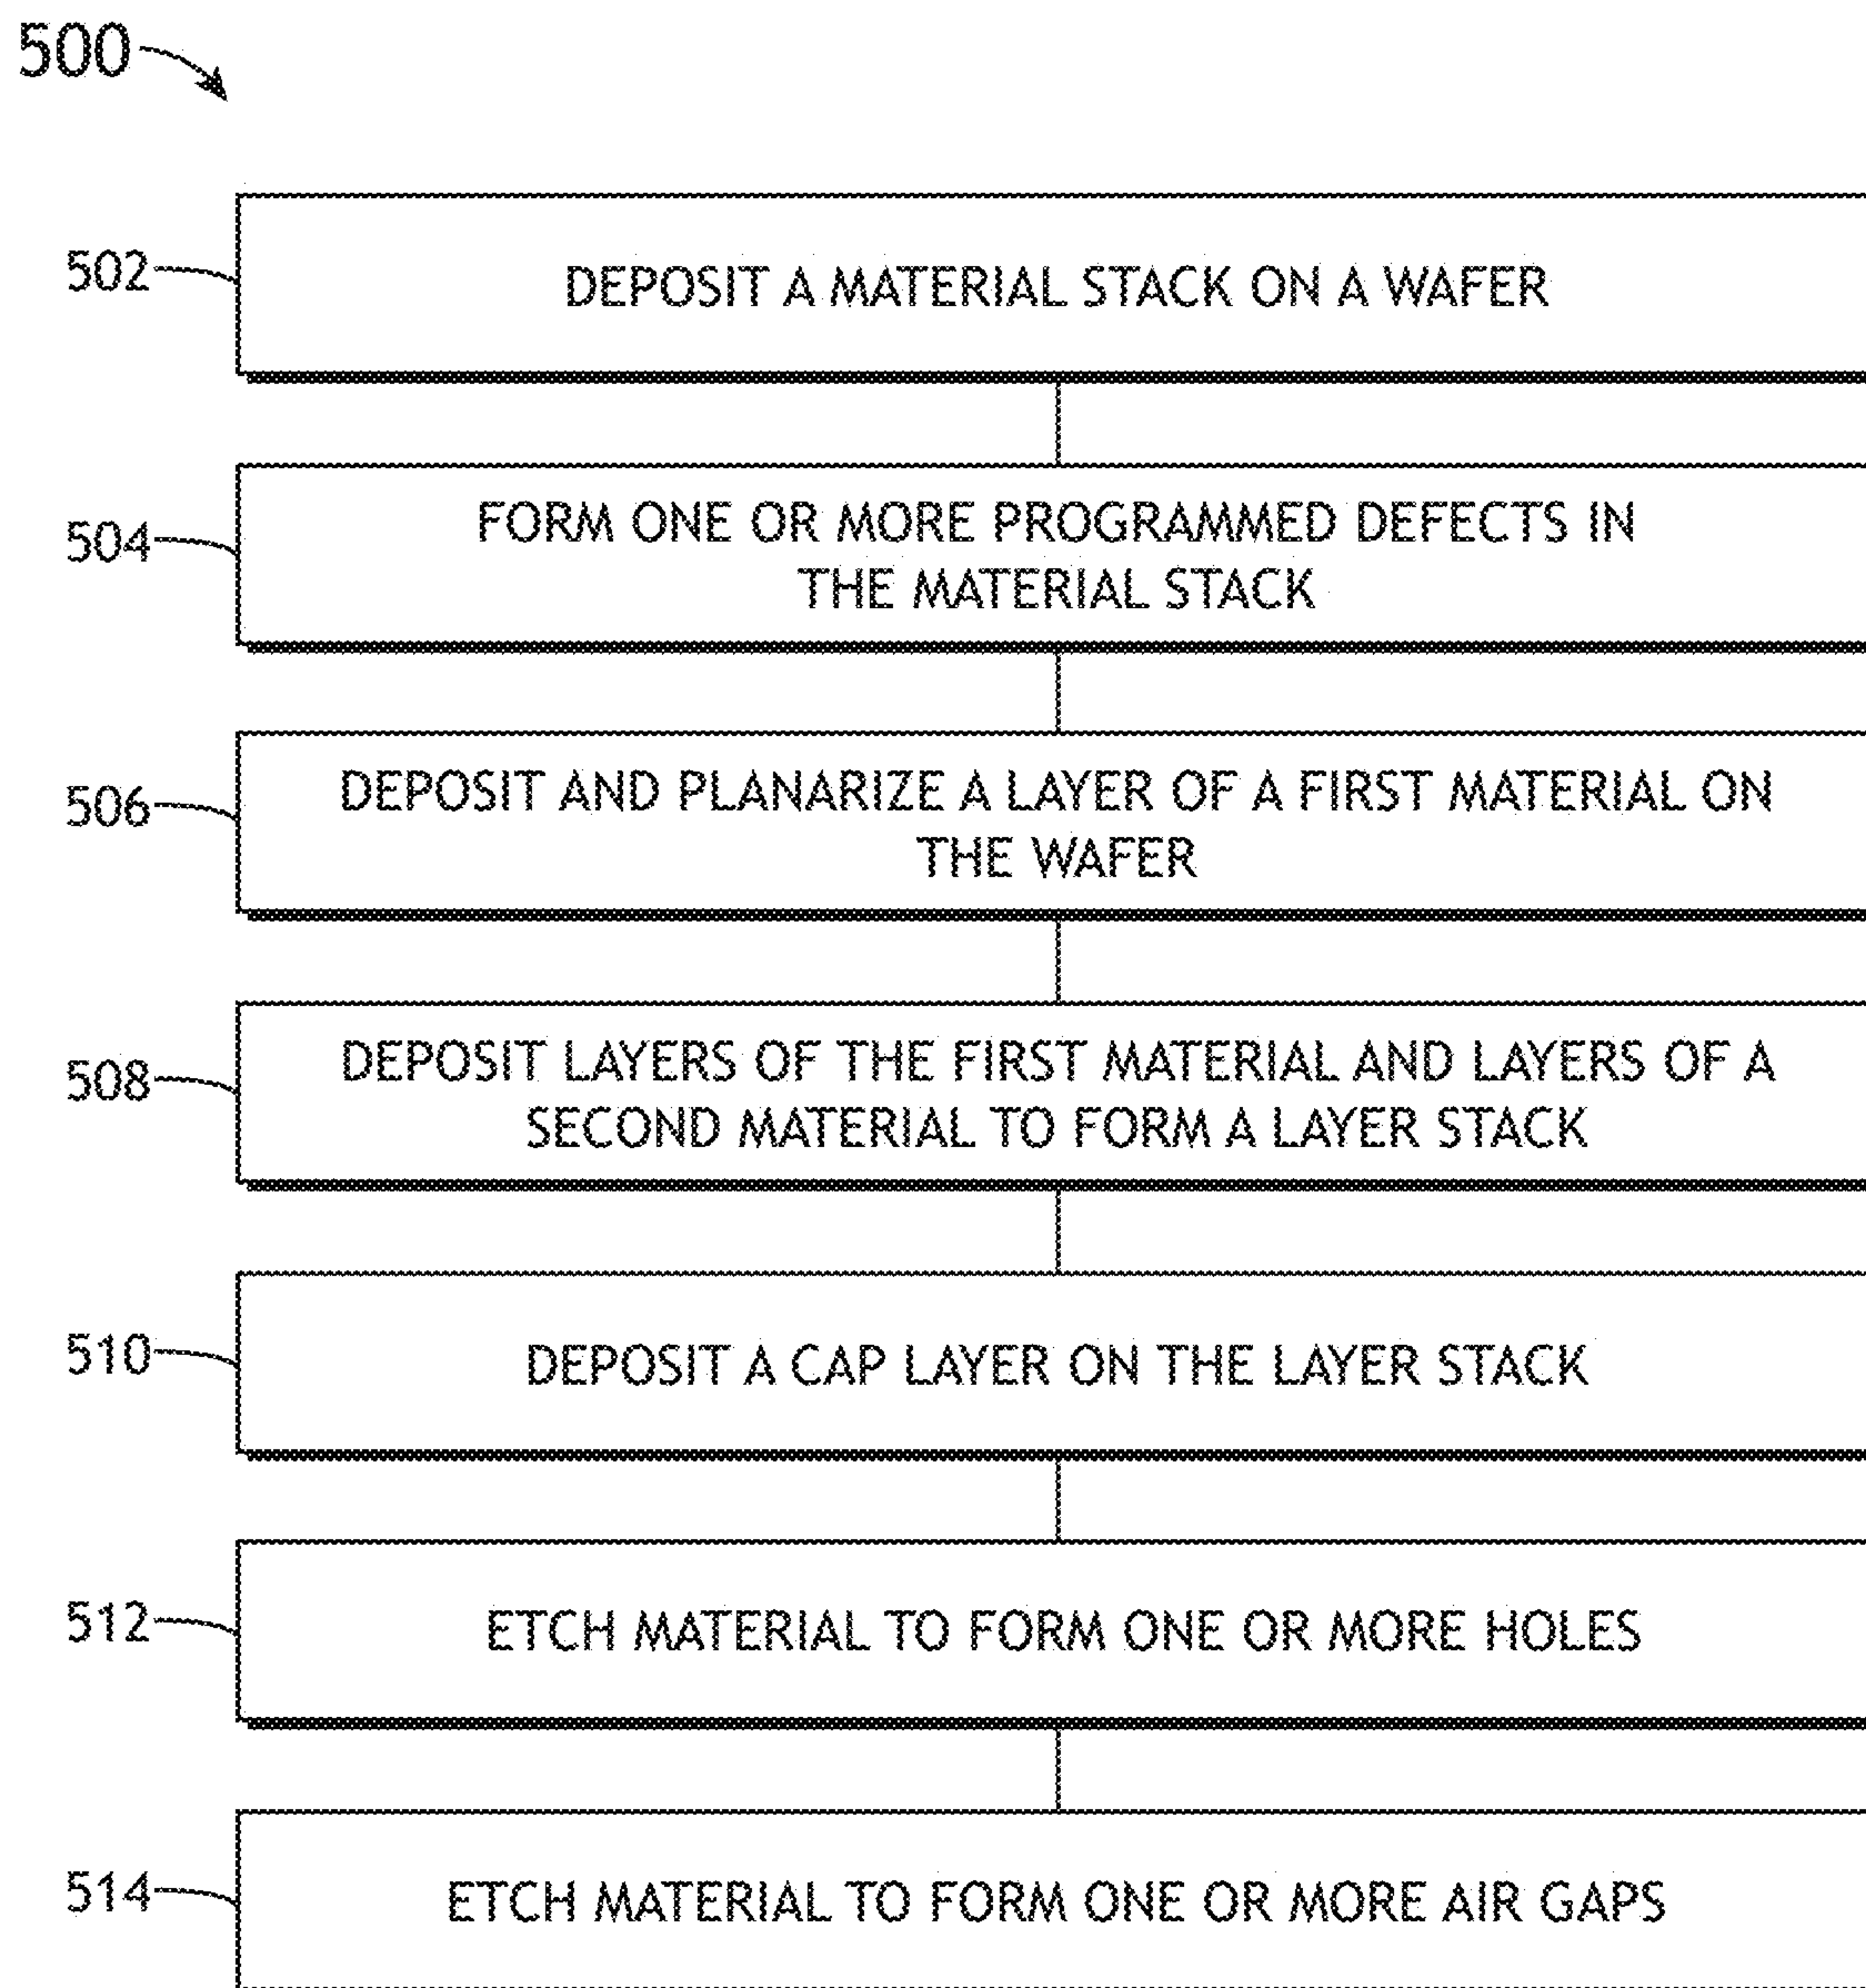 500
502
DEPOSIT A MATERIAL STACK ON A WAFER
504
FORM ONE OR MORE PROGRAMMED DEFECTS IN
THE MATERIAL STACK
506
DEPOSIT AND PLANARIZE A LAYER OF A FIRST MATERIAL ON
THE WAFER
508
DEPOSIT LAYERS OF THE FIRST MATERIAL AND LAYERS OF A
SECOND MATERIAL TO FORM A LAYER STACK
510
DEPOSIT A CAP LAYER ON THE LAYER STACK
512
ETCH MATERIAL TO FORM ONE OR MORE HOLES
514
ETCH MATERIAL TO FORM ONE OR MORE AIR GAPS